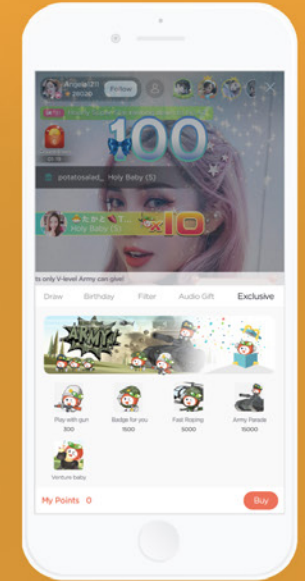 Follow
100
potatosaled_ Holy Baby (5)
Holy Baby (5)
x10
ts only V-level Army can give!
Draw Birthday Filter Audio Gift Exclusive
ARMY!
Play with gun Badge for you Fast Roping Army Parade
300 1500 5000 15000
Venture baby
My Points 0 Buy